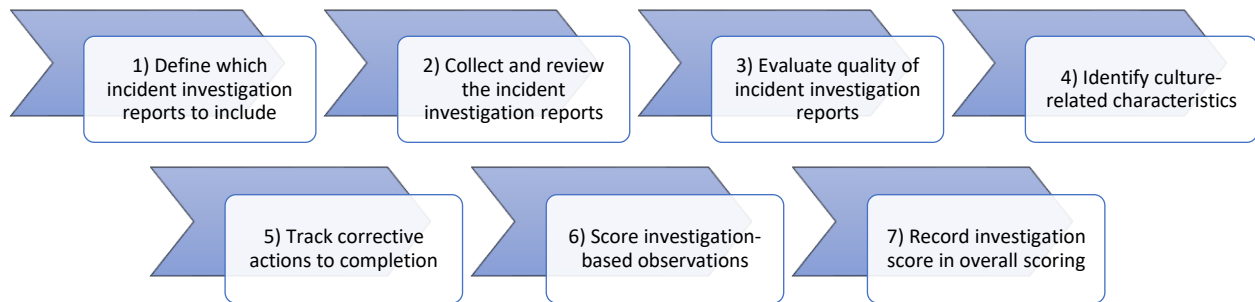 1) Define which
incident investigation
reports to include
2) Collect and review
the incident
investigation reports
3) Evaluate quality of
incident investigation
reports
4) Identify culture-
related characteristics
5) Track corrective
actions to completion
6) Score investigation-
based observations
7) Record investigation
score in overall scoring